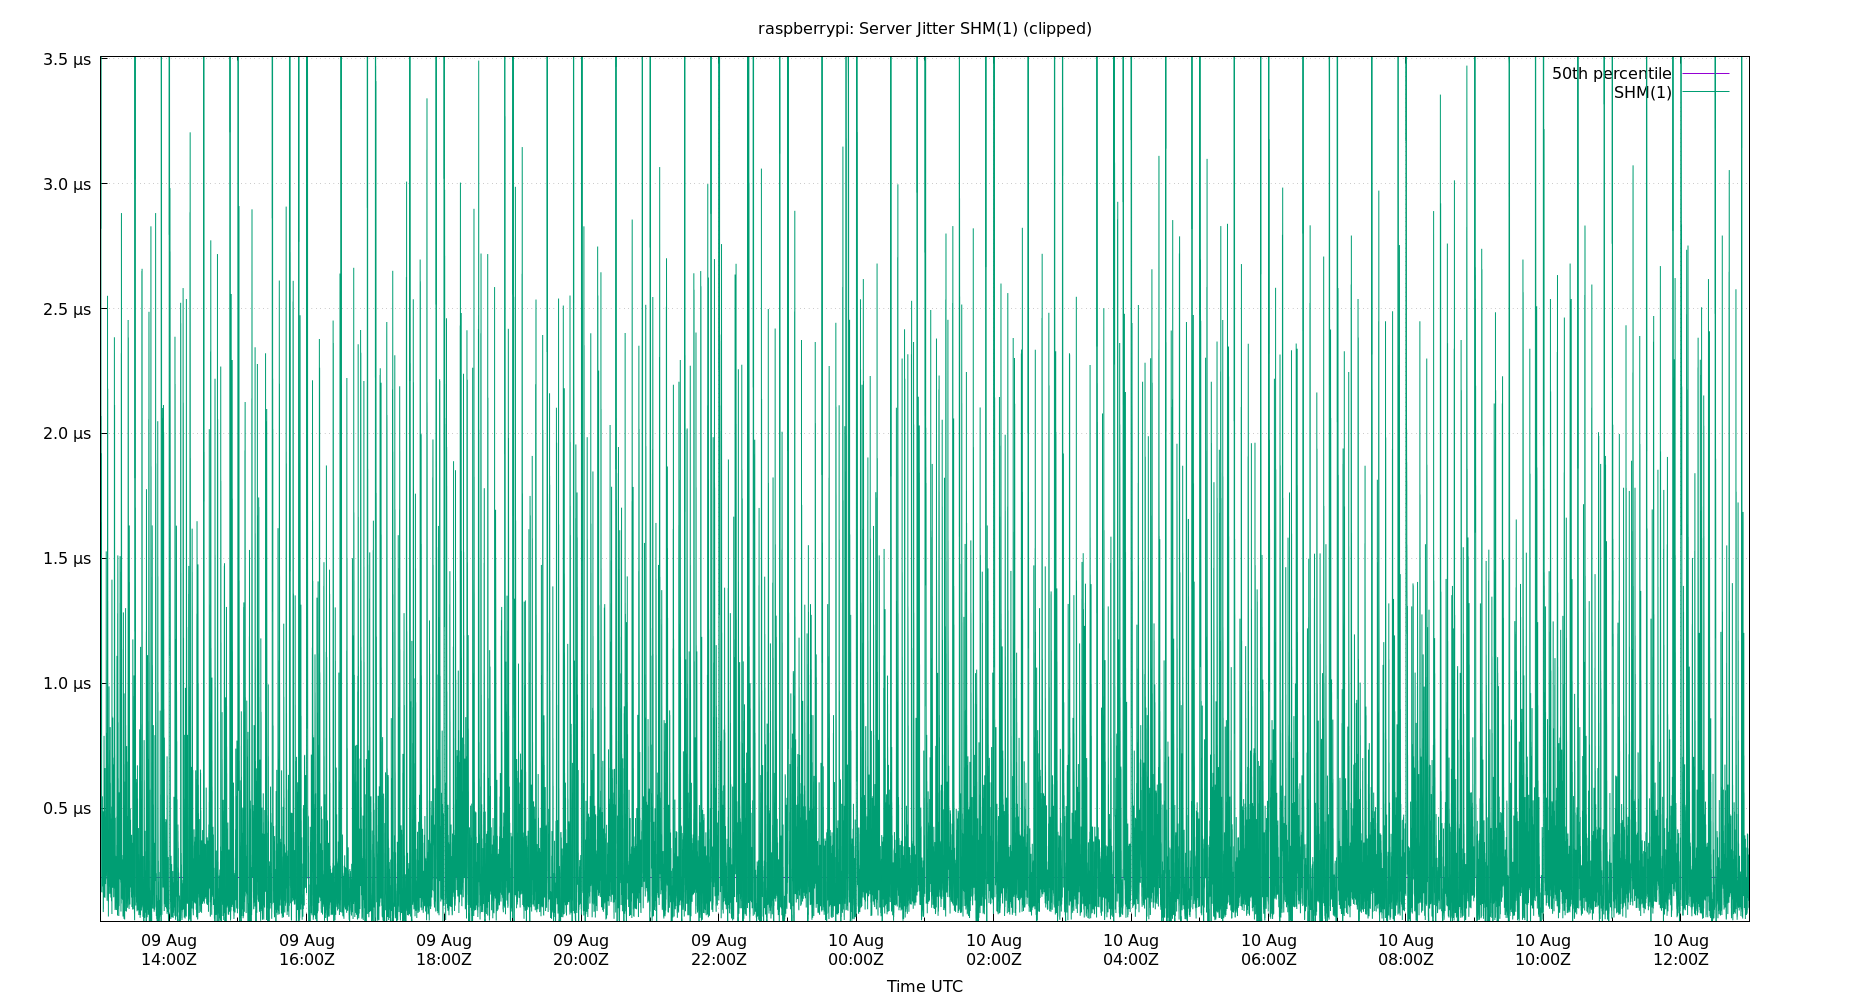 raspberrypi: Server Jitter SHM(1) (clipped)
3.5 µs
3.0 µs
2.5 µs
2.0 µs
1.5 µs
1.0 µs
0.5 µs
50th percentile
SHM(1)
09 Aug 09 Aug 09 Aug 09 Aug 09 Aug 10 Aug 10 Aug 10 Aug 10 Aug 10 Aug 10 Aug 10 Aug
14:00Z 16:00Z 18:00Z 20:00Z 22:00Z 00:00Z 02:00Z 04:00Z 06:00Z 08:00Z 10:00Z 12:00Z
Time UTC